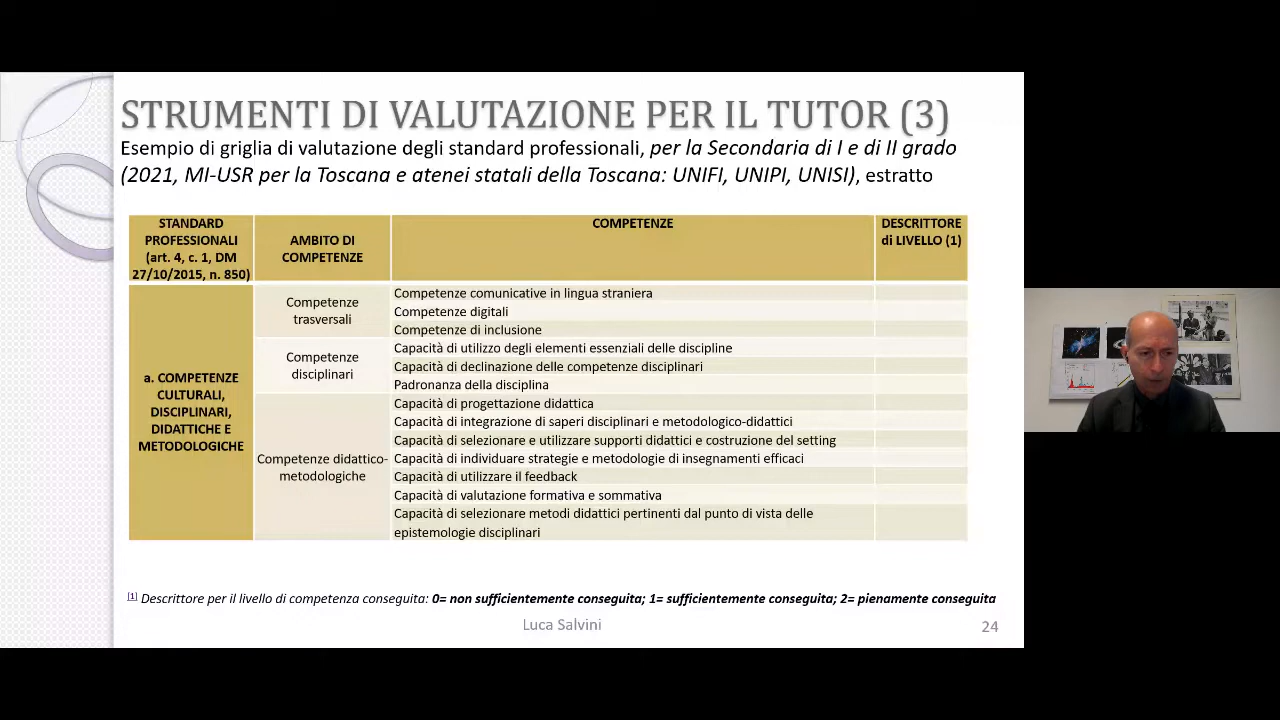 STRUMENTI DI VALUTAZIONE PER IL TUTOR (3)
Esempio di griglia di valutazione degli standard professionali, per la Secondaria di I e di II grado
(2021, MI-USR per la Toscana e atenei statali della Toscana: UNIFI, UNIPI, UNISI), estratto
STANDARD
PROFESSIONALI
(art. 4, c. 1, DM
27/10/2015, n. 850)
AMBITO DI
COMPETENZE
COMPETENZE
DESCRITTORE
di LIVELLO (1)
a. COMPETENZE
CULTURALI,
DISCIPLINARI,
DIDATTICHE E
METODOLOGICHE
Competenze
trasversali
Competenze comunicative in lingua straniera
Competenze digitali
Competenze di inclusione
Competenze
disciplinari
Capacità di utilizzo degli elementi essenziali delle discipline
Capacità di declinazione delle competenze disciplinari
Padronanza della disciplina
Competenze didattico-
metodologiche
Capacità di progettazione didattica
Capacità di integrazione di saperi disciplinari e metodologico-didattici
Capacità di selezionare e utilizzare supporti didattici e costruzione del setting
Capacità di individuare strategie e metodologie di insegnamenti efficaci
Capacità di utilizzare il feedback
Capacità di valutazione formativa e sommativa
Capacità di selezionare metodi didattici pertinenti dal punto di vista delle
epistemologie disciplinari
[1] Descrittore per il livello di competenza conseguita: 0= non sufficientemente conseguita; 1= sufficientemente conseguita; 2= pienamente conseguita
Luca Salvini
24